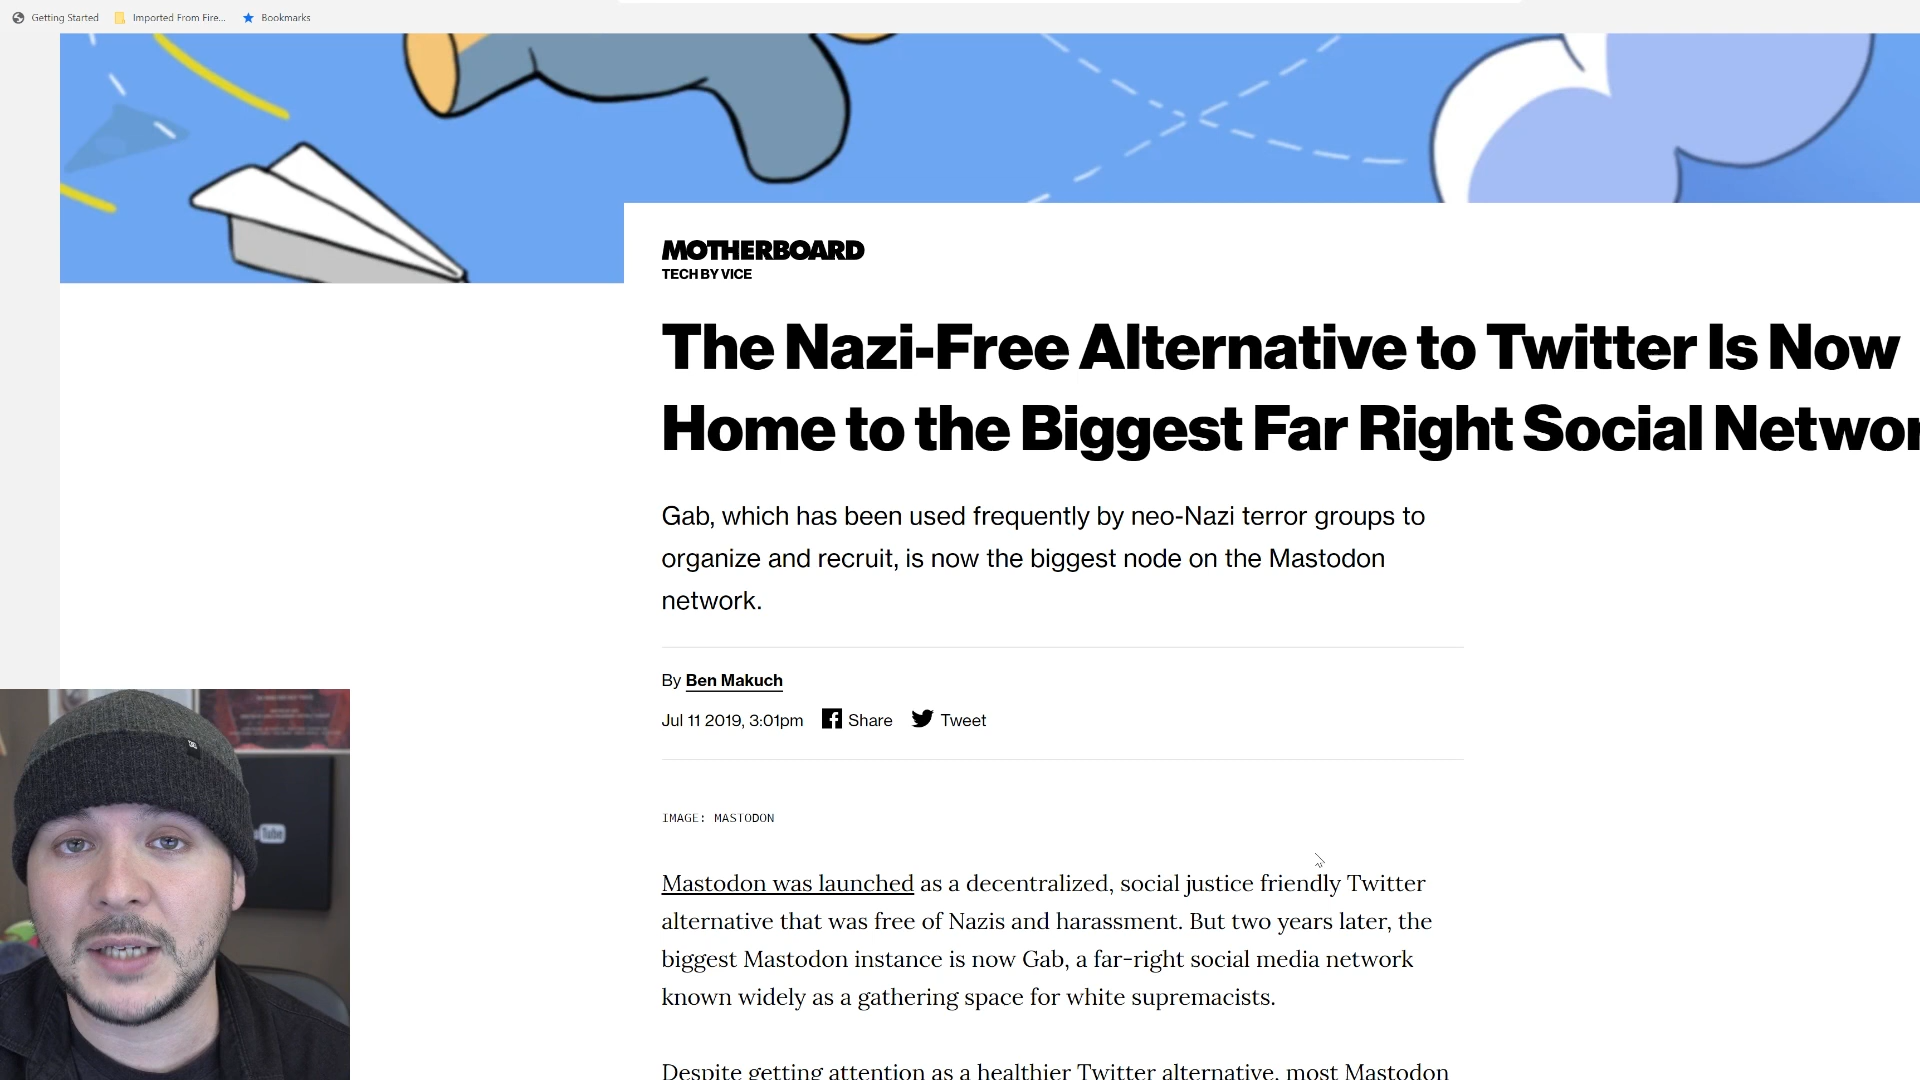 Getting Started
Imported From Fire...
Bookmarks
MOTHERBOARD
TECH BY VICE
The Nazi-Free Alternative to Twitter Is Now
Home to the Biggest Far Right Social Networ
Gab, which has been used frequently by neo-Nazi terror groups to
organize and recruit, is now the biggest node on the Mastodon
network.
By Ben Makuch
Jul 11 2019, 3:01pm Share Tweet
IMAGE: MASTODON
Mastodon was launched as a decentralized, social justice friendly Twitter
alternative that was free of Nazis and harassment. But two years later, the
biggest Mastodon instance is now Gab, a far-right social media network
known widely as a gathering space for white supremacists.
Despite getting attention as a healthier Twitter alternative, most Mastodon
Tube